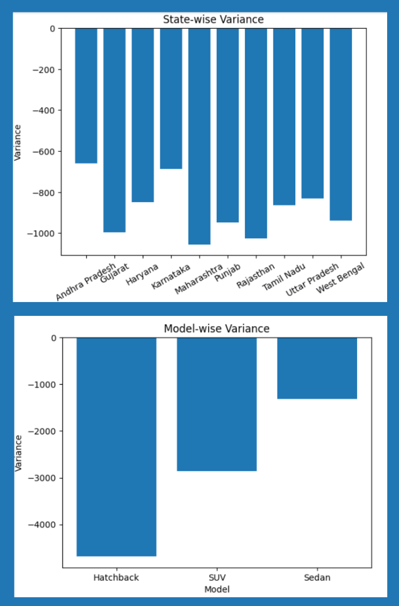 State-wise Variance
0
−200
−400
−600
−800
−1000
Variance
Andhra Pradesh
Gujarat
Haryana
Karnataka
Maharashtra
Punjab
Rajasthan
Tamil Nadu
Uttar Pradesh
West Bengal
Model-wise Variance
0
−1000
−2000
−3000
−4000
Variance
Hatchback SUV Sedan
Model